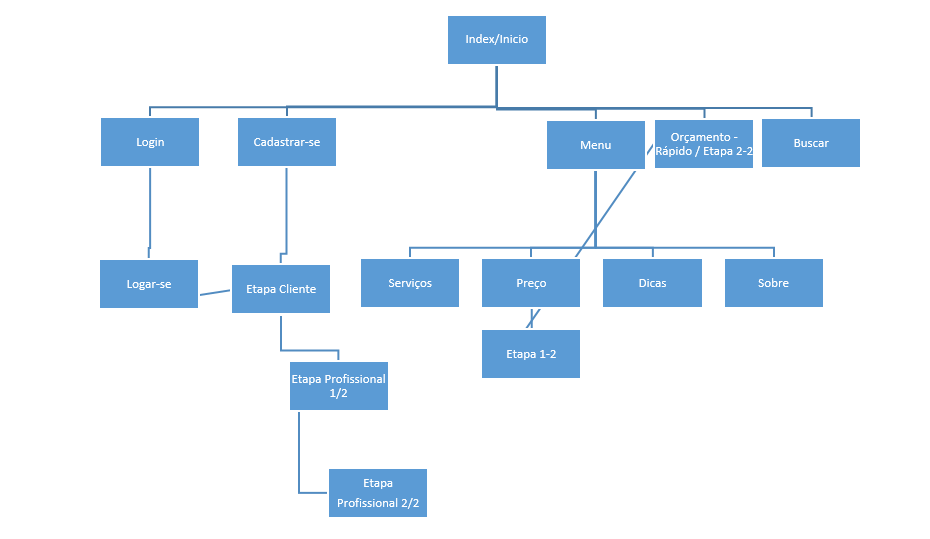 Index/Inicio
Login
Cadastrar-se
Menu
Orçamento -
Rápido / Etapa 2-2
Buscar
Logar-se
Etapa Cliente
Serviços
Preço
Dicas
Sobre
Etapa 1-2
Etapa Profissional
1/2
Etapa
Profissional 2/2